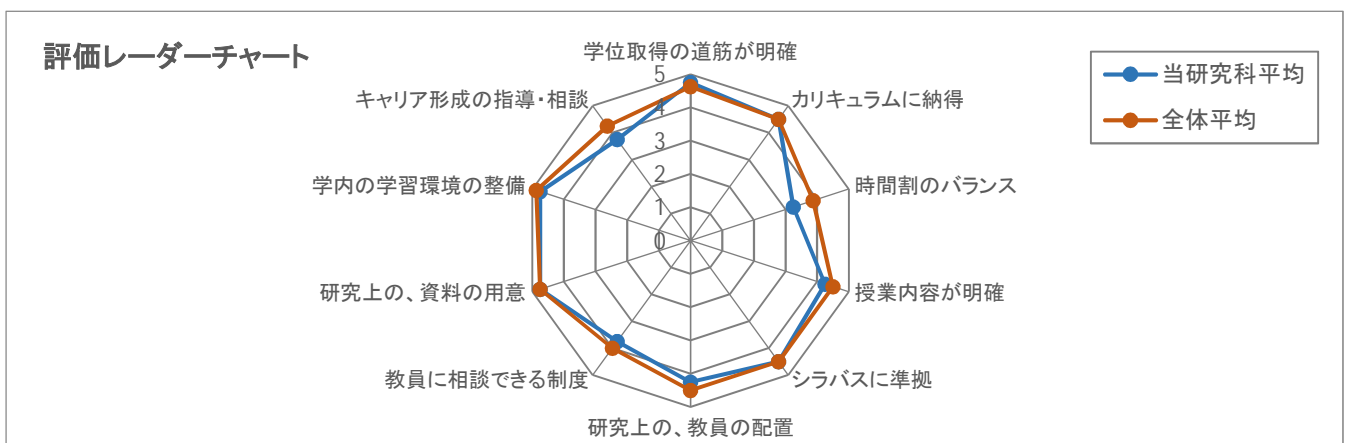 評価レーダーチャート
学位取得の道筋が明確
カリキュラムに納得
時間割のバランス
授業内容が明確
シラバスに準拠
研究上の、教員の配置
教員に相談できる制度
研究上の、資料の用意
学内の学習環境の整備
キャリア形成の指導・相談
5
4
3
2
1
0
当研究科平均
全体平均